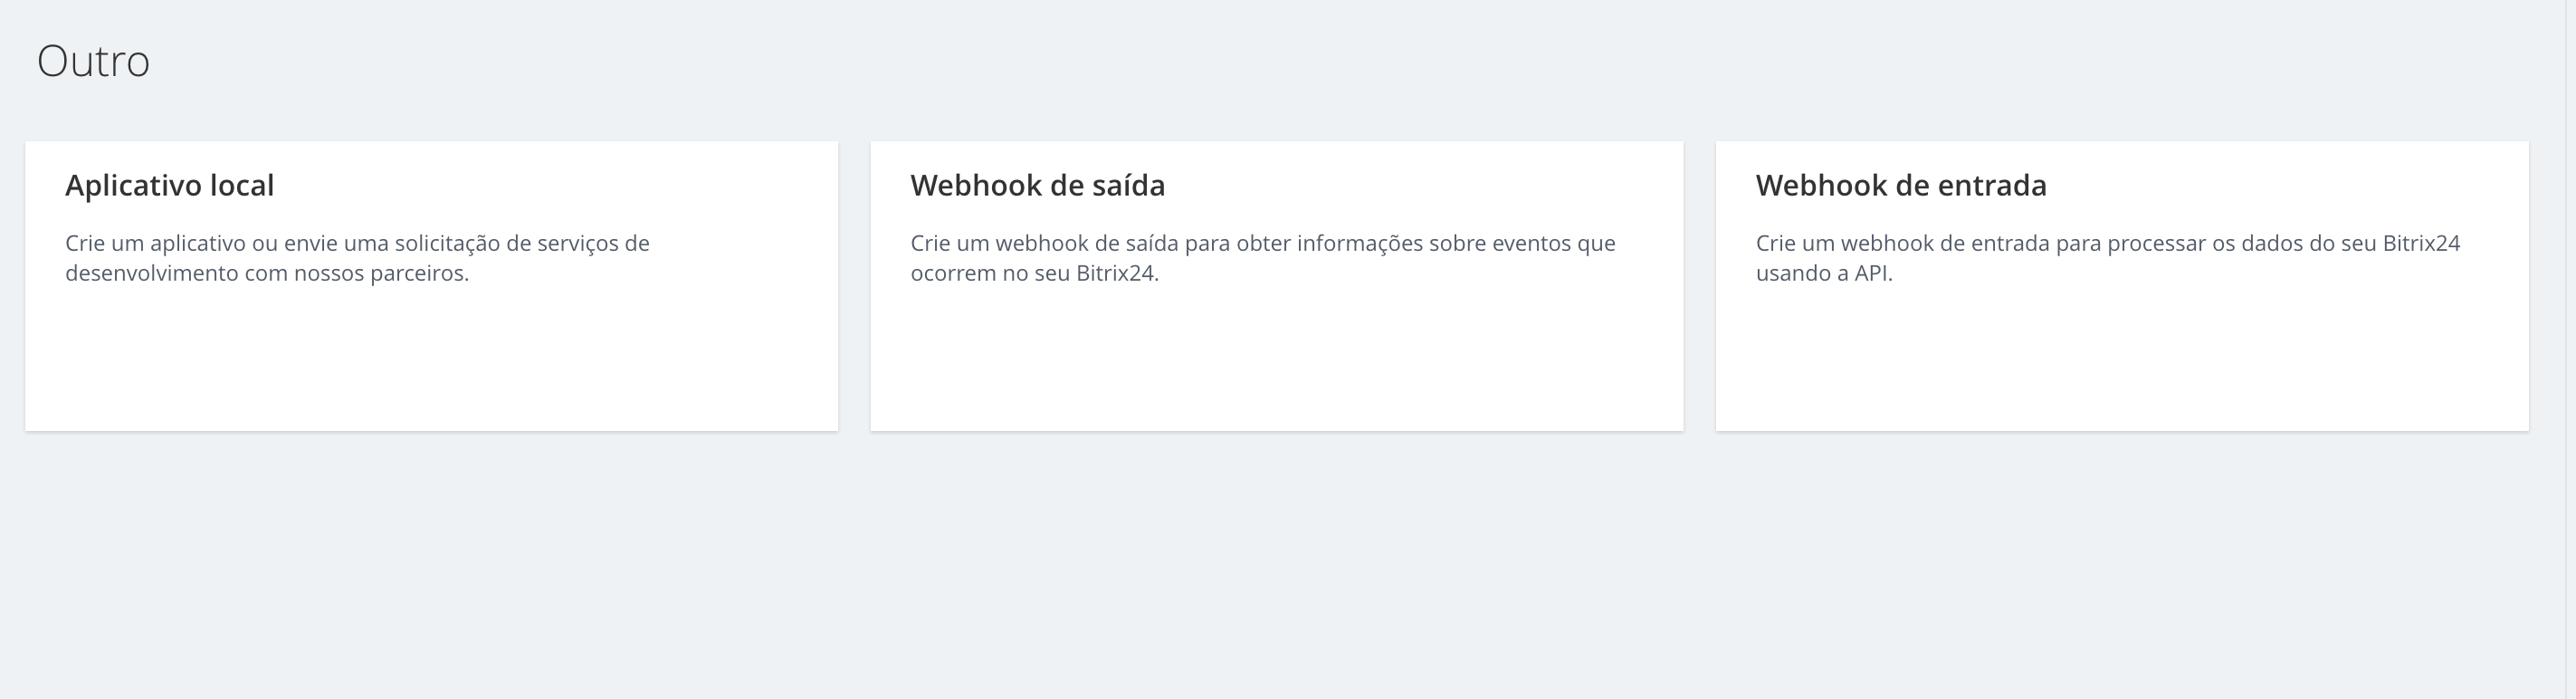 Outro
Aplicativo local
Crie um aplicativo ou envie uma solicitação de serviços de
desenvolvimento com nossos parceiros.
Webhook de saída
Crie um webhook de saída para obter informações sobre eventos que
ocorrem no seu Bitrix24.
Webhook de entrada
Crie um webhook de entrada para processar os dados do seu Bitrix24
usando a API.